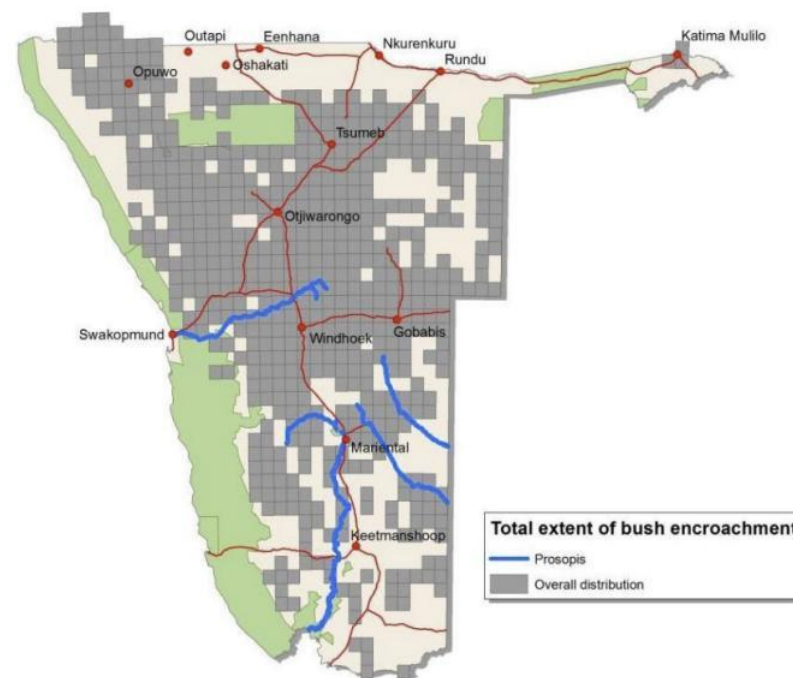 Outapi
Eenhana
Nkurenkuru
Katima Mulilo
Oshakati
Rundu
Opuwo
Tsumeb
Otjiwarongo
Swakopmund
Windhoek
Gobabis
Mariental
Total extent of bush encroachment
Keetmanshoop
Prosopis
Overall distribution